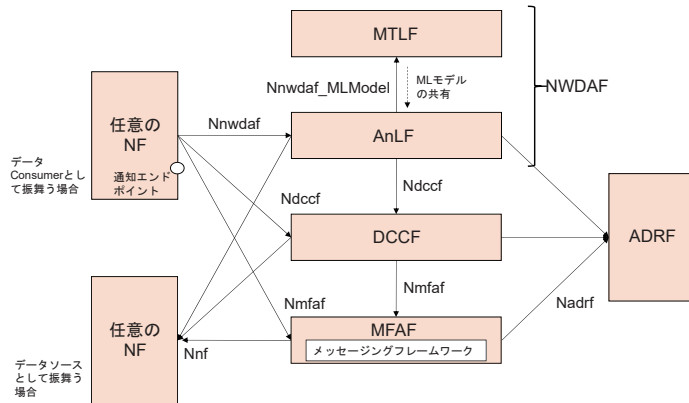 MTLF
Nnwdaf_MLModel
MLモデル
の共有
NWDAF
任意の
NF
通知エンド
ポイント
データ
Consumerとし
て振舞う場合
Nnwdaf
AnLF
Ndccf
Ndccf
DCCF
ADRF
Nmfaf
Nmfaf
Nadrf
任意の
NF
Nnf
MFAF
メッセージングフレームワーク
データソース
として振舞う
場合